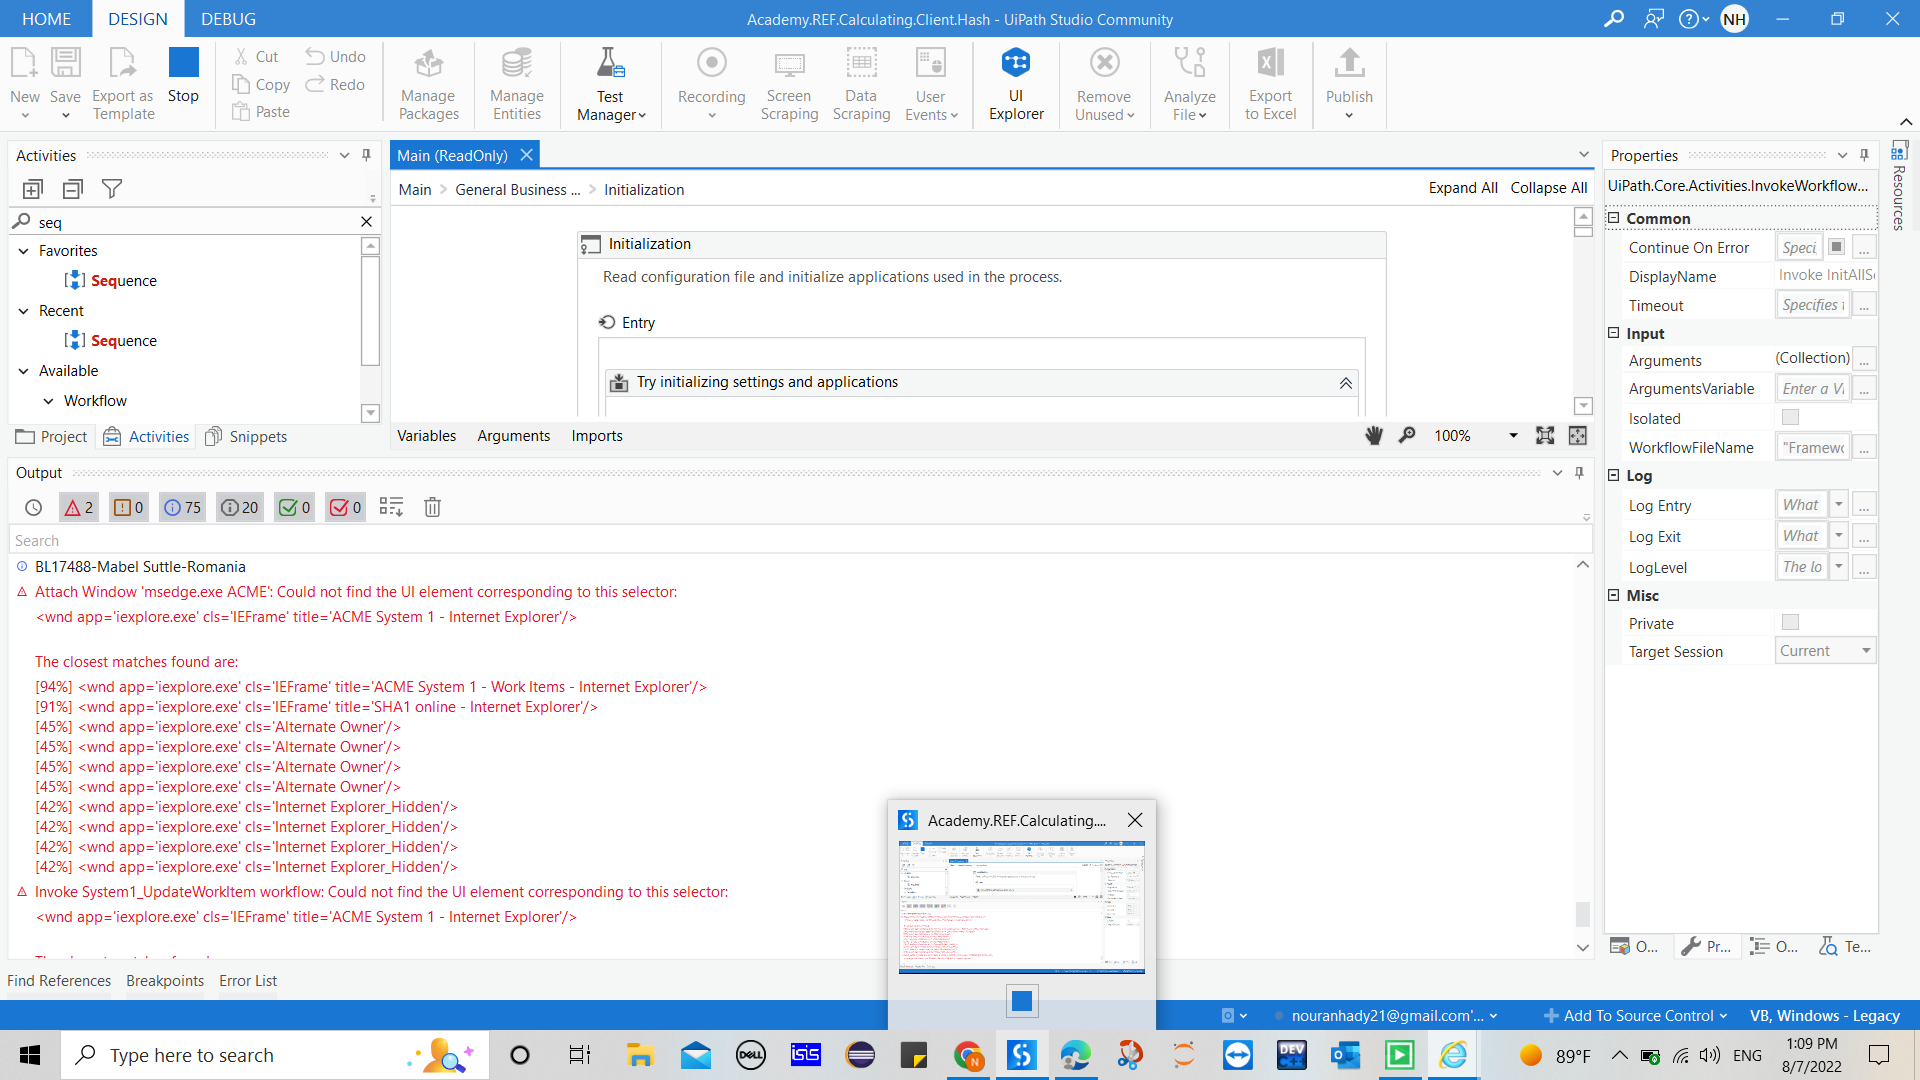 HOME DESIGN DEBUG Academy.REF.Calculating.Client.Hash - UiPath Studio Community NH
New Save Export as Template Stop Cut Copy Paste Undo Redo Manage Packages Manage Entities Test Manager Recording Screen Scraping Data Scraping User Events UI Explorer Remove Unused Analyze File Export to Excel Publish
Activities
seq
Favorites
Sequence
Recent
Sequence
Available
Workflow
Project Activities Snippets
Main (ReadOnly)
Main > General Business ... > Initialization Expand All Collapse All
Initialization
Read configuration file and initialize applications used in the process.
Entry
Try initializing settings and applications
Variables Arguments Imports 100%
Properties
UiPath.Core.Activities.InvokeWorkflow...
Common
Continue On Error Speci ...
DisplayName Invoke InitAllSe
Timeout Specifies t ...
Input
Arguments (Collection) ...
ArgumentsVariable Enter a VI ...
Isolated
WorkflowFileName "Framewo ...
Log
Log Entry What ...
Log Exit What ...
LogLevel The lo ...
Misc
Private
Target Session Current
O... Pr... O... Te...
Resources
Output
2 0 75 20 0 0
Search
BL17488-Mabel Suttle-Romania
Attach Window 'msedge.exe ACME': Could not find the UI element corresponding to this selector:
<wnd app='iexplore.exe' cls='IEFrame' title='ACME System 1 - Internet Explorer'/>
The closest matches found are:
[94%] <wnd app='iexplore.exe' cls='IEFrame' title='ACME System 1 - Work Items - Internet Explorer'/>
[91%] <wnd app='iexplore.exe' cls='IEFrame' title='SHA1 online - Internet Explorer'/>
[45%] <wnd app='iexplore.exe' cls='Alternate Owner'/>
[45%] <wnd app='iexplore.exe' cls='Alternate Owner'/>
[45%] <wnd app='iexplore.exe' cls='Alternate Owner'/>
[45%] <wnd app='iexplore.exe' cls='Alternate Owner'/>
[42%] <wnd app='iexplore.exe' cls='Internet Explorer_Hidden'/>
[42%] <wnd app='iexplore.exe' cls='Internet Explorer_Hidden'/>
[42%] <wnd app='iexplore.exe' cls='Internet Explorer_Hidden'/>
[42%] <wnd app='iexplore.exe' cls='Internet Explorer_Hidden'/>
Invoke System1_UpdateWorkItem workflow: Could not find the UI element corresponding to this selector:
<wnd app='iexplore.exe' cls='IEFrame' title='ACME System 1 - Internet Explorer'/>
Academy.REF.Calculating....
Find References Breakpoints Error List
nouranhady21@gmail.com'... Add To Source Control VB, Windows - Legacy
Type here to search DELL isis N DEV C++ 89°F ENG 1:09 PM
8/7/2022